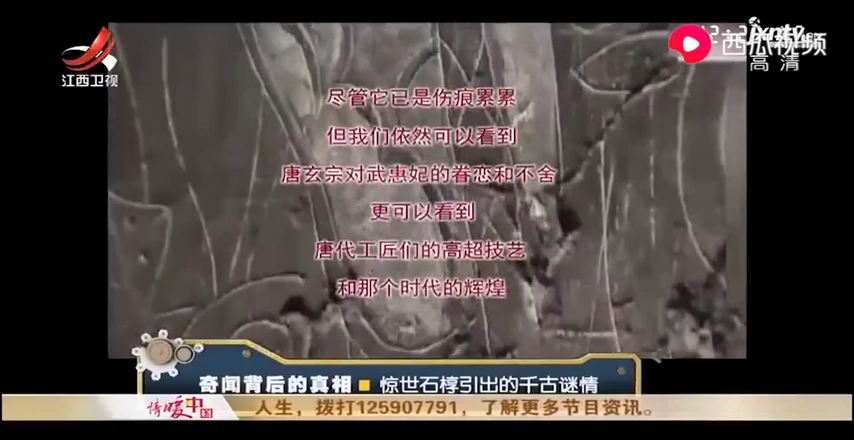 江西卫视
西瓜视频
高清
尽管它已是伤痕累累
但我们依然可以看到
唐玄宗对武惠妃的眷恋和不舍
更可以看到
唐代工匠们的高超技艺
和那个时代的辉煌
奇闻背后的真相 惊世石椁引出的千古谜情
人生，拨打125907791，了解更多节目资讯。